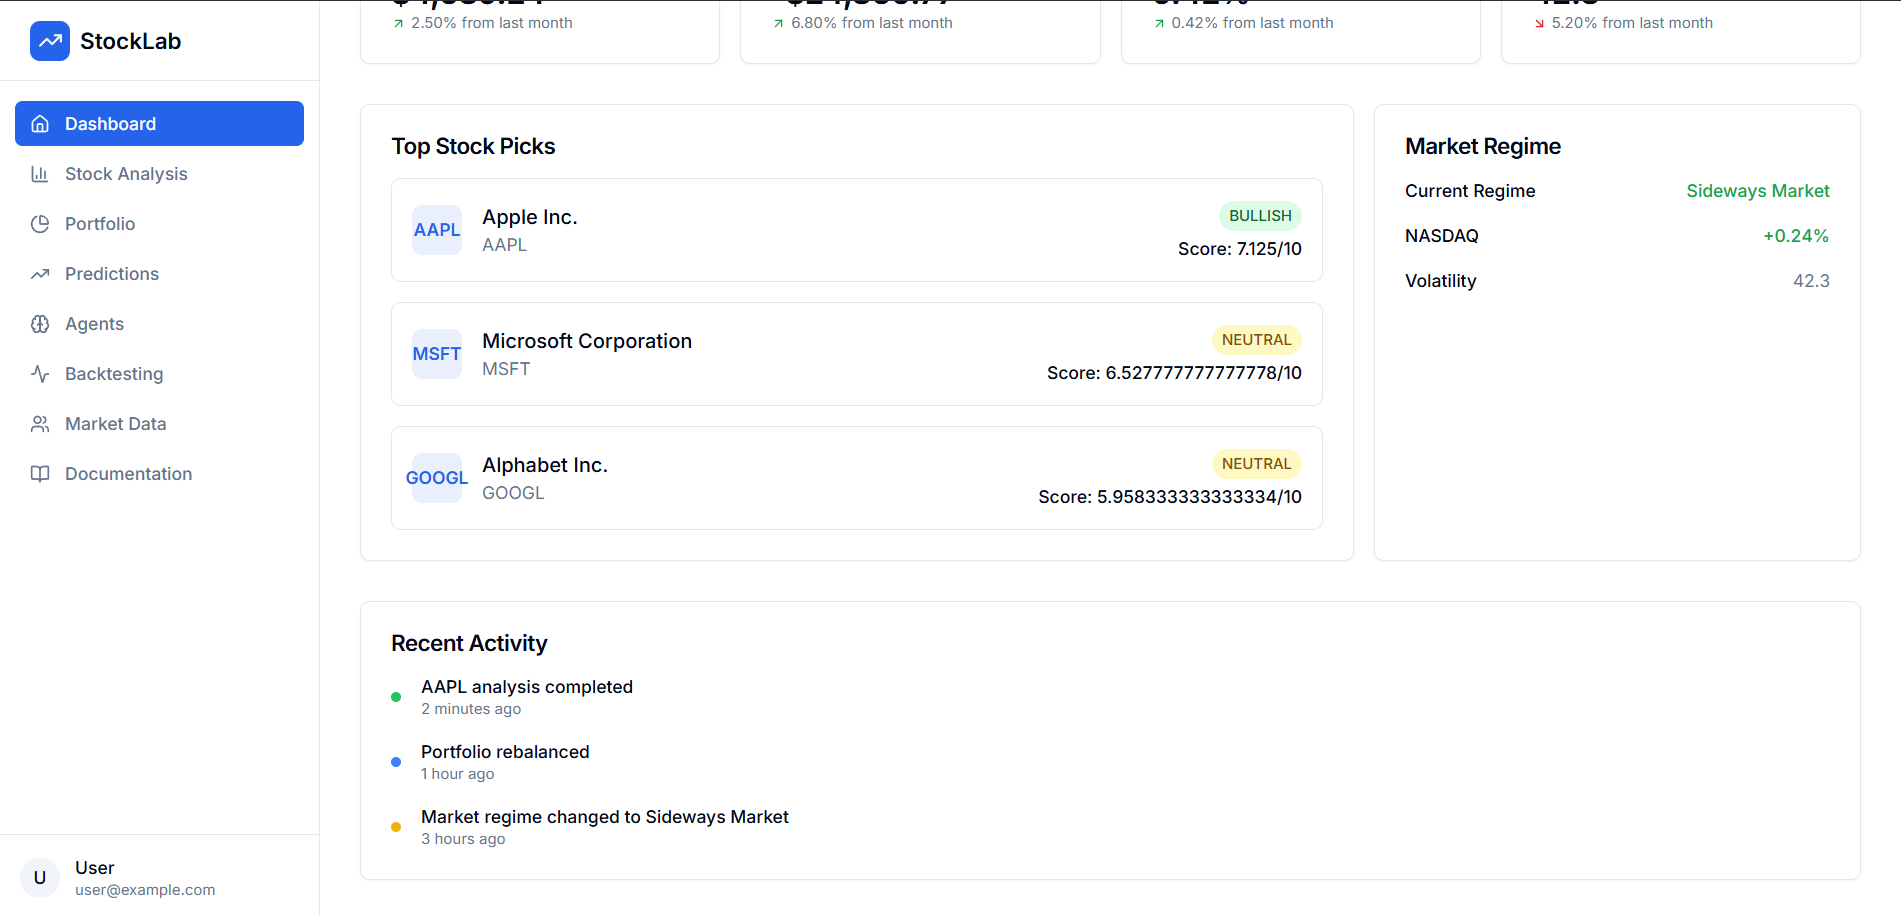 StockLab
Dashboard
Stock Analysis
Portfolio
Predictions
Agents
Backtesting
Market Data
Documentation
U
User
user@example.com
2.50% from last month
6.80% from last month
0.42% from last month
5.20% from last month
Top Stock Picks
AAPL
Apple Inc.
AAPL
BULLISH
Score: 7.125/10
MSFT
Microsoft Corporation
MSFT
NEUTRAL
Score: 6.527777777777778/10
GOOGL
Alphabet Inc.
GOOGL
NEUTRAL
Score: 5.958333333333334/10
Market Regime
Current Regime
Sideways Market
NASDAQ
+0.24%
Volatility
42.3
Recent Activity
AAPL analysis completed
2 minutes ago
Portfolio rebalanced
1 hour ago
Market regime changed to Sideways Market
3 hours ago